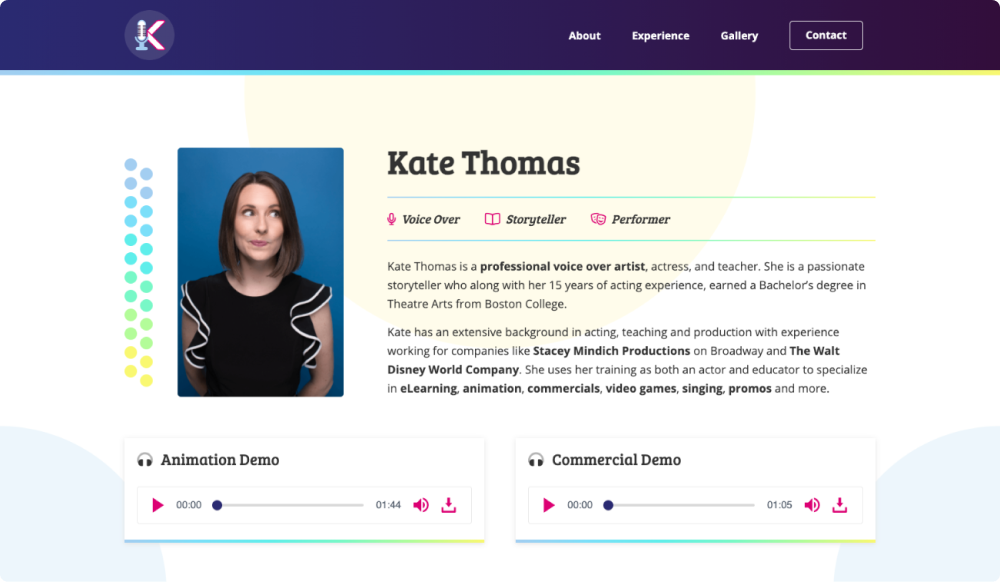 K
About Experience Gallery Contact
Kate Thomas
Voice Over Storyteller Performer
Kate Thomas is a professional voice over artist, actress, and teacher. She is a passionate
storyteller who along with her 15 years of acting experience, earned a Bachelor’s degree in
Theatre Arts from Boston College.
Kate has an extensive background in acting, teaching and production with experience
working for companies like Stacey Mindich Productions on Broadway and The Walt
Disney World Company. She uses her training as both an actor and educator to specialize
in eLearning, animation, commercials, video games, singing, promos and more.
Animation Demo
00:00 01:44
Commercial Demo
00:00 01:05